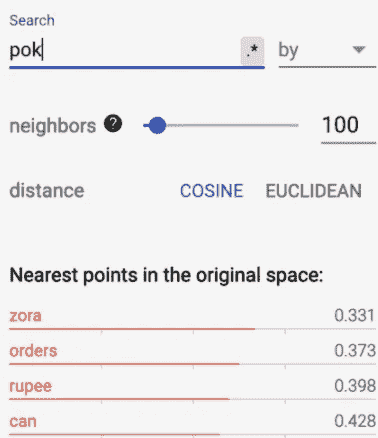 Search
pok .* by
neighbors ? 100
distance COSINE EUCLIDEAN
Nearest points in the original space:
zora 0.331
orders 0.373
rupee 0.398
can 0.428